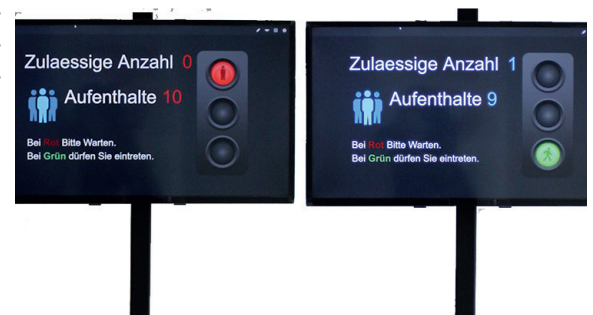 Zulaessige Anzahl 0
Aufenthalte 10
Bei Rot Bitte Warten.
Bei Grün dürfen Sie eintreten.
Zulaessige Anzahl 1
Aufenthalte 9
Bei Rot Bitte Warten.
Bei Grün dürfen Sie eintreten.